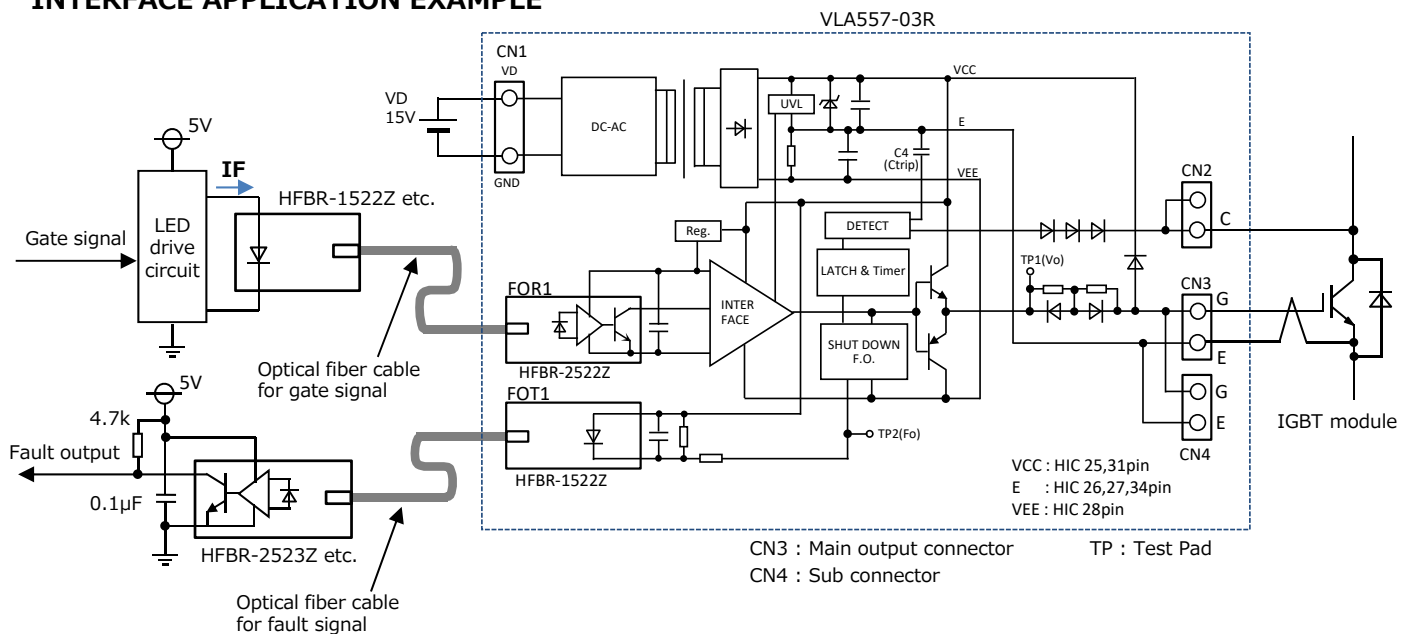 INTERFACE APPLICATION EXAMPLE
VLA557-03R
CN1
VD
VD
15V
DC-AC
GND
UVL
VCC
E
C4
(Ctrip)
VEE
5V
IF
HFBR-1522Z etc.
Gate signal
LED
drive
circuit
Optical fiber cable
for gate signal
Reg.
DETECT
LATCH & Timer
TP1(Vo)
CN2
C
FOR1
HFBR-2522Z
INTER
FACE
SHUT DOWN
F.O.
CN3
G
E
G
E
CN4
IGBT module
5V
4.7k
Fault output
0.1µF
HFBR-2523Z etc.
Optical fiber cable
for fault signal
FOT1
HFBR-1522Z
TP2(Fo)
VCC : HIC 25,31pin
E : HIC 26,27,34pin
VEE : HIC 28pin
CN3 : Main output connector
TP : Test Pad
CN4 : Sub connector